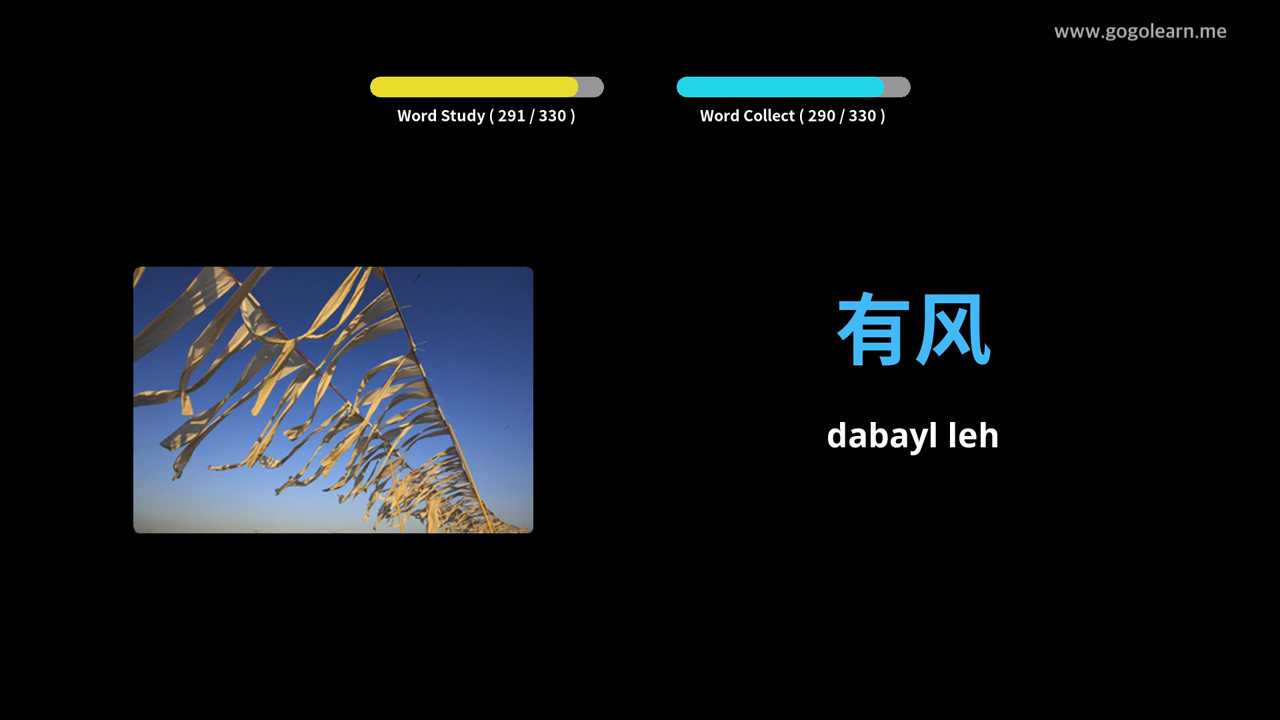 www.gogolearn.me
Word Study ( 291 / 330 )
Word Collect ( 290 / 330 )
有风
dabayl leh